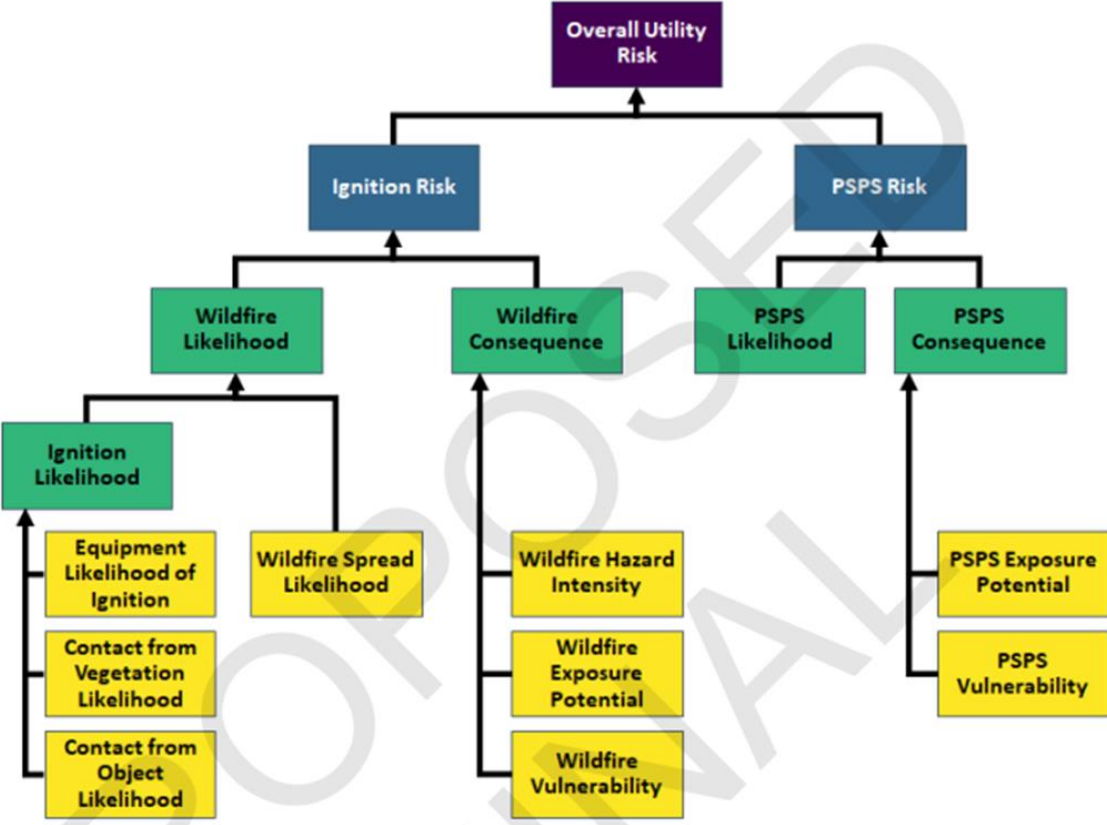 Overall Utility
Risk
Ignition Risk
PSPS Risk
Wildfire
Likelihood
Wildfire
Consequence
PSPS
Likelihood
PSPS
Consequence
Ignition
Likelihood
Equipment
Likelihood of
Ignition
Wildfire Spread
Likelihood
Wildfire Hazard
Intensity
PSPS Exposure
Potential
Contact from
Vegetation
Likelihood
Wildfire
Exposure
Potential
PSPS
Vulnerability
Contact from
Object
Likelihood
Wildfire
Vulnerability
OPOSED
NAL